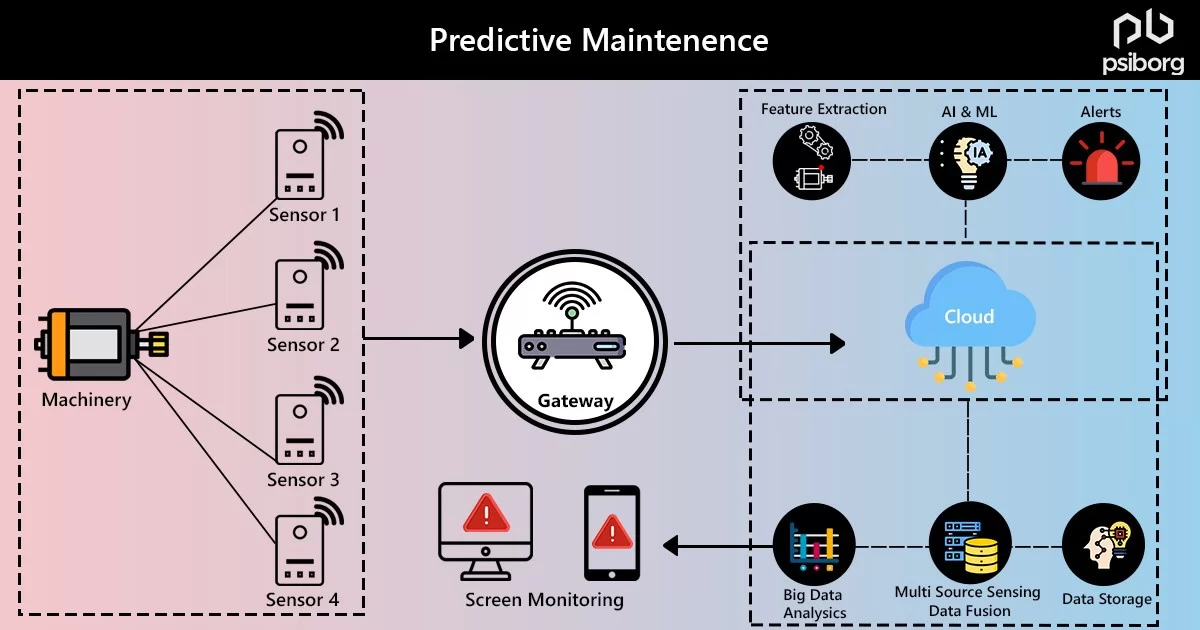 Predictive Maintenence
psiborg
Sensor 1
Sensor 2
Sensor 3
Sensor 4
Machinery
Gateway
Feature Extraction
AI & ML
Alerts
IA
Cloud
Screen Monitoring
Big Data
Analysics
Multi Source Sensing
Data Fusion
Data Storage